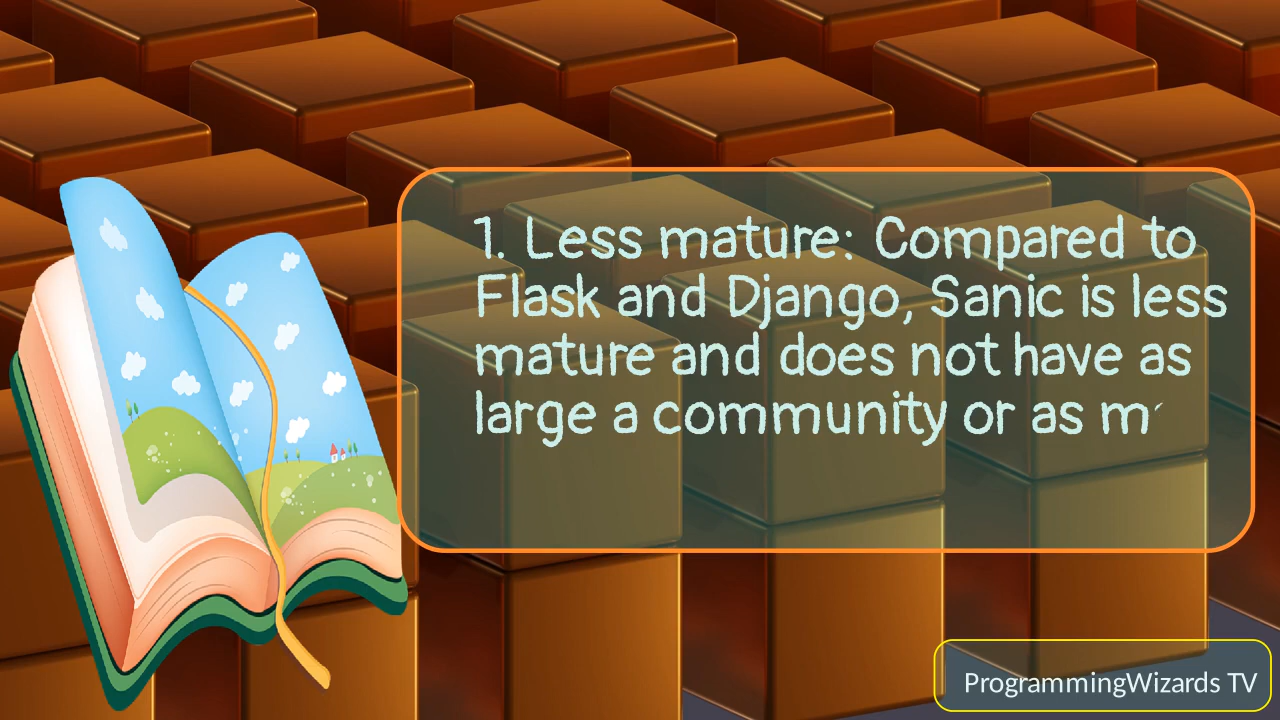 1. Less mature: Compared to
Flask and Django, Sanic is less
mature and does not have as
large a community or as m
ProgrammingWizards TV